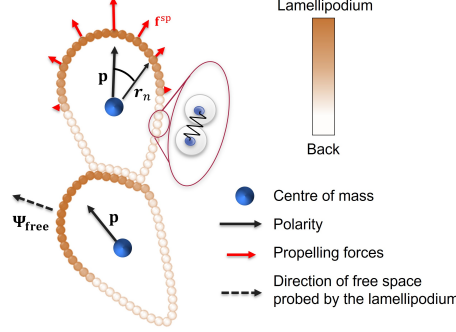 Lamellipodium
f^sp
p
r_n
Back
Ψ_free
p
Centre of mass
Polarity
Propelling forces
Direction of free space
probed by the lamellipodium